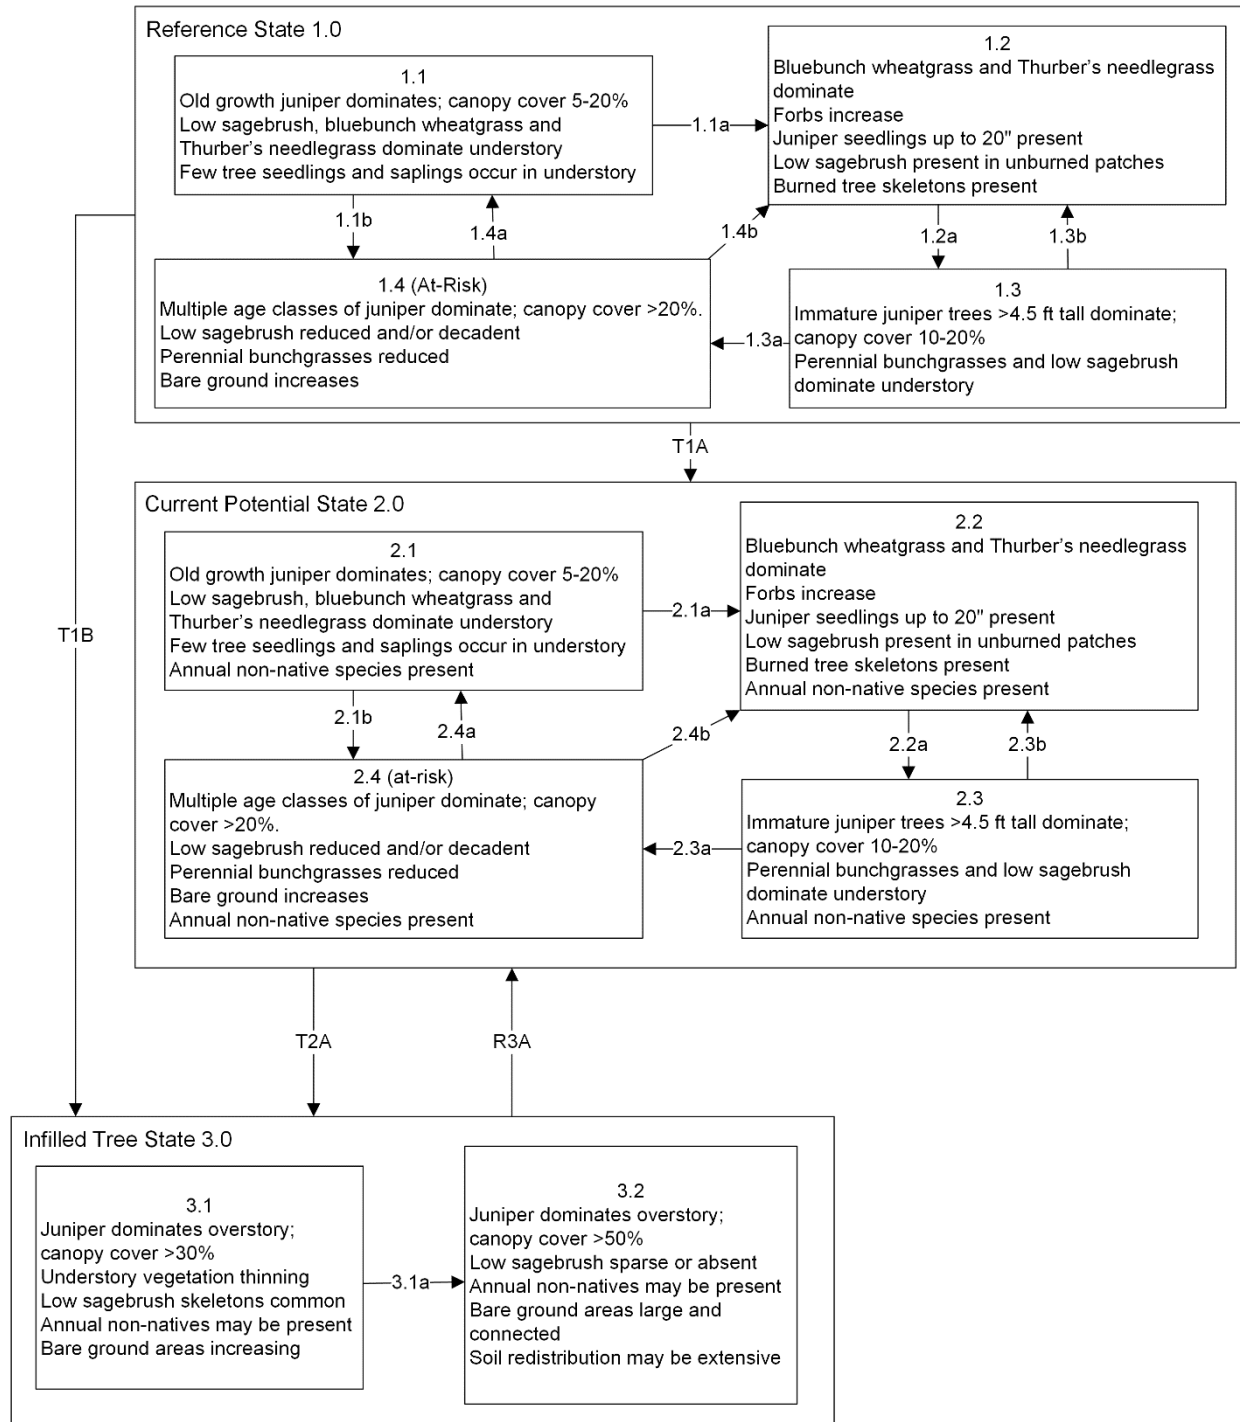 Reference State 1.0
1.1
Old growth juniper dominates; canopy cover 5-20%
Low sagebrush, bluebunch wheatgrass and
Thurber's needlegrass dominate understory
Few tree seedlings and saplings occur in understory
1.1a
1.2
Bluebunch wheatgrass and Thurber's needlegrass
dominate
Forbs increase
Juniper seedlings up to 20" present
Low sagebrush present in unburned patches
Burned tree skeletons present
1.1b
1.4a
1.4b
1.2a
1.3b
1.4 (At-Risk)
Multiple age classes of juniper dominate; canopy cover >20%.
Low sagebrush reduced and/or decadent
Perennial bunchgrasses reduced
Bare ground increases
1.3a
1.3
Immature juniper trees >4.5 ft tall dominate;
canopy cover 10-20%
Perennial bunchgrasses and low sagebrush
dominate understory
T1A
T1B
Current Potential State 2.0
2.1
Old growth juniper dominates; canopy cover 5-20%
Low sagebrush, bluebunch wheatgrass and
Thurber's needlegrass dominate understory
Few tree seedlings and saplings occur in understory
Annual non-native species present
2.1a
2.2
Bluebunch wheatgrass and Thurber's needlegrass
dominate
Forbs increase
Juniper seedlings up to 20" present
Low sagebrush present in unburned patches
Burned tree skeletons present
Annual non-native species present
2.1b
2.4a
2.4b
2.2a
2.3b
2.4 (at-risk)
Multiple age classes of juniper dominate; canopy
cover >20%.
Low sagebrush reduced and/or decadent
Perennial bunchgrasses reduced
Bare ground increases
Annual non-native species present
2.3a
2.3
Immature juniper trees >4.5 ft tall dominate;
canopy cover 10-20%
Perennial bunchgrasses and low sagebrush
dominate understory
Annual non-native species present
T2A
R3A
Infilled Tree State 3.0
3.1
Juniper dominates overstory;
canopy cover >30%
Understory vegetation thinning
Low sagebrush skeletons common
Annual non-natives may be present
Bare ground areas increasing
3.1a
3.2
Juniper dominates overstory;
canopy cover >50%
Low sagebrush sparse or absent
Annual non-natives may be present
Bare ground areas large and
connected
Soil redistribution may be extensive